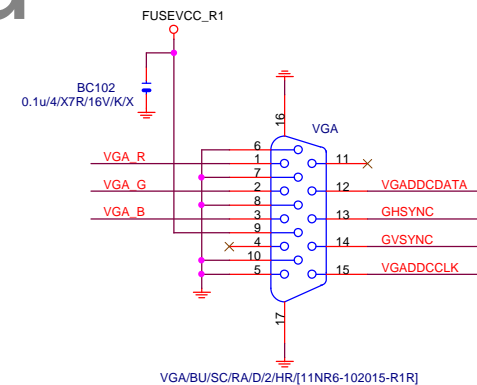 FUSEVCC_R1
BC102
0.1u/4/X7R/16V/K/X
16
VGA
6
VGA_R 1 11
7
VGA_G 2 12 VGADDCDATA
8
VGA_B 3 13 GHSYNC
9
4 14 GVSYNC
10
5 15 VGADDCCLK
17
VGA/BU/SC/RA/D/2/HR/[11NR6-102015-R1R]